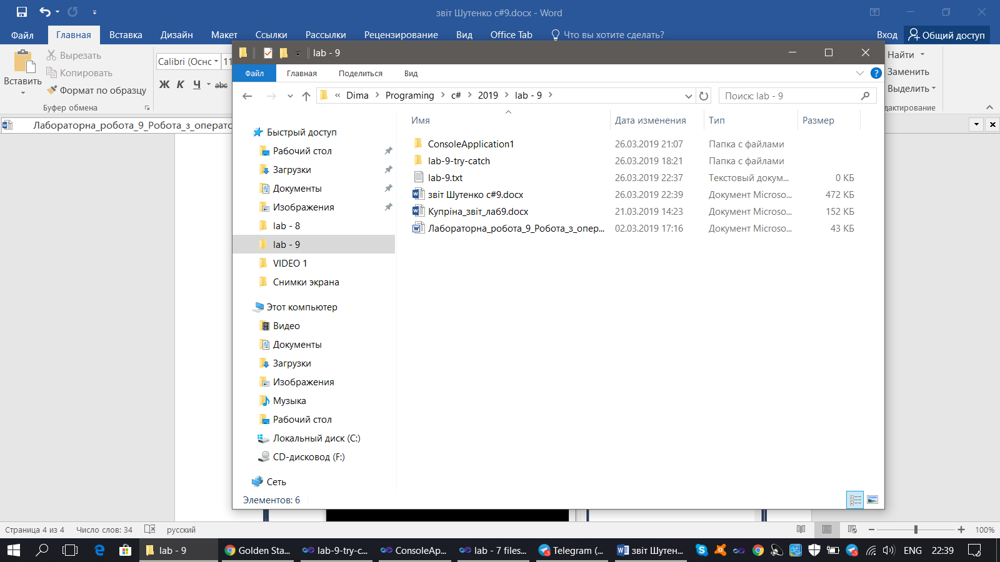 звіт Шутенко с#9.docx - Word
Файл
Главная
Вставка
Дизайн
Макет
Ссылки
Рассылки
Рецензирование
Вид
Office Tab
Что вы хотите сделать?
Вход
Общий доступ
Вставить
Вырезать
Копировать
Формат по образцу
Буфер обмена
Calibri (Оснс
11
Ж К Ч abc
Найти
Заменить
Выделить
дактирование
Лабораторна_робота_9_Робота_з_операто
lab - 9
Файл
Главная
Поделиться
Вид
?
« Dima > Programing > c# > 2019 > lab - 9 >
Поиск: lab - 9
Имя
Дата изменения
Тип
Размер
ConsoleApplication1 26.03.2019 21:07 Папка с файлами
lab-9-try-catch 26.03.2019 18:21 Папка с файлами
lab-9.txt 26.03.2019 22:37 Текстовый докум... 0 КБ
звіт Шутенко с#9.docx 26.03.2019 22:39 Документ Microso... 472 КБ
Купріна_звіт_ла69.docx 21.03.2019 14:23 Документ Microso... 152 КБ
Лабораторна_робота_9_Робота_з_опер... 02.03.2019 17:16 Документ Microso... 43 КБ
Быстрый доступ
Рабочий стол
Загрузки
Документы
Изображения
lab - 8
lab - 9
VIDEO 1
Снимки экрана
Этот компьютер
Видео
Документы
Загрузки
Изображения
Музыка
Рабочий стол
Локальный диск (C:)
CD-дисковод (F:)
Сеть
Элементов: 6
Страница 4 из 4
Число слов: 34
русский
100%
lab - 9
Golden Sta...
lab-9-try-c...
ConsoleAp...
lab - 7 files...
Telegram (...
звіт Шутен...
ENG
22:39